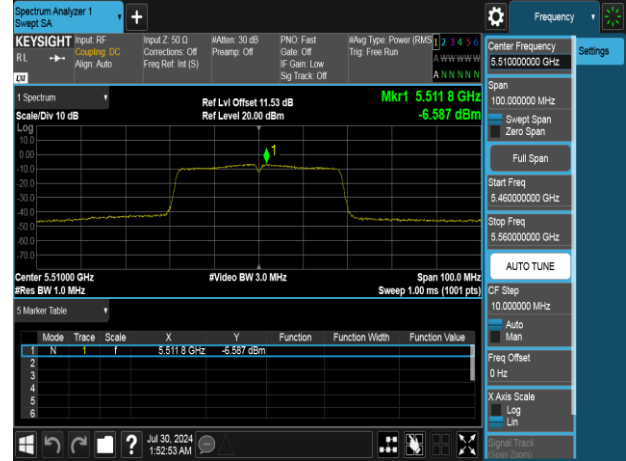 Spectrum Analyzer 1
Swept SA
+
Frequency
KEYSIGHT
RL
LXI
Input: RF
Coupling: DC
Align: Auto
Input Z: 50 Ω
Corrections: Off
Freq Ref: Int (S)
#Atten: 30 dB
Preamp: Off
PNO: Fast
Gate: Off
IF Gain: Low
Sig Track: Off
#Avg Type: Power (RMS
Trig: Free Run
1 2 3 4 5 6
A W W W W W
A N N N N N
Center Frequency
5.510000000 GHz
Settings
Span
100.000000 MHz
Swept Span
Zero Span
Full Span
Start Freq
5.460000000 GHz
Stop Freq
5.560000000 GHz
AUTO TUNE
CF Step
10.000000 MHz
Auto
Man
Freq Offset
0 Hz
X Axis Scale
Log
Lin
Signal Track
(Span Zoom)
1 Spectrum
Scale/Div 10 dB
Ref Lvl Offset 11.53 dB
Ref Level 20.00 dBm
Mkr1 5.511 8 GHz
-6.587 dBm
Log
10.0
0.00
-10.0
-20.0
-30.0
-40.0
-50.0
-60.0
-70.0
1
Center 5.51000 GHz
#Res BW 1.0 MHz
#Video BW 3.0 MHz
Span 100.0 MHz
Sweep 1.00 ms (1001 pts)
5 Marker Table
Mode Trace Scale X Y Function Function Width Function Value
1 N 1 f 5.511 8 GHz -6.587 dBm
2
3
4
5
6
?
Jul 30, 2024
1:52:53 AM